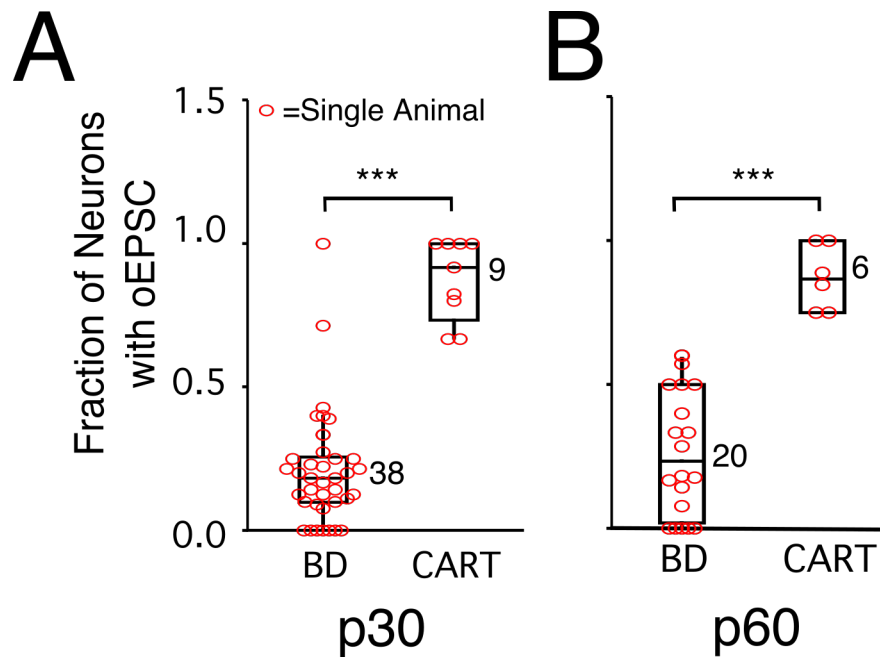 A
B
Fraction of Neurons
with oEPSC
1.5
1.0
0.5
0.0
=Single Animal
***
9
38
BD
CART
p30
***
6
20
BD
CART
p60